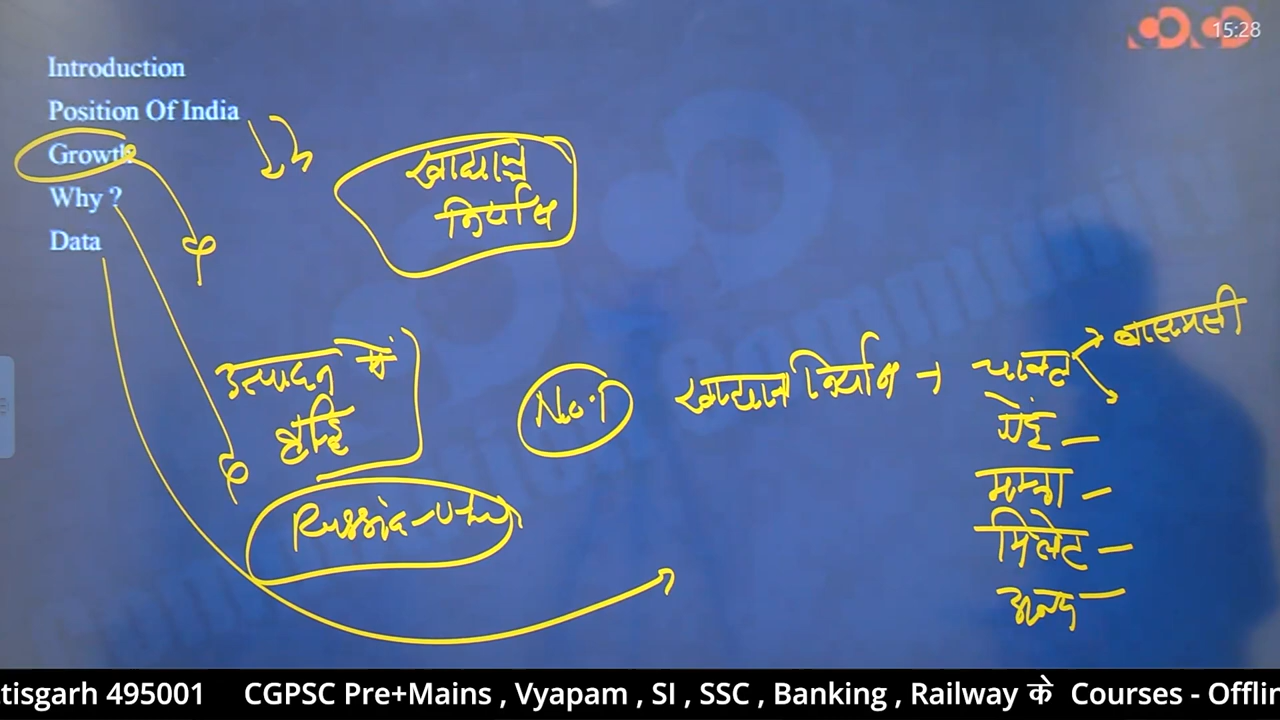 15:28
Introduction
Position Of India
Growth
Why ?
Data
खाद्यान्न
निर्यात
उत्पादन में
वृद्धि
No.1
खाद्यान्न निर्यात
चावल
बासमती
गेहूं
मक्का
मिलेट
अन्य
Russia-
tisgarh 495001 CGPSC Pre+Mains , Vyapam , SI , SSC , Banking , Railway के Courses - Offlin